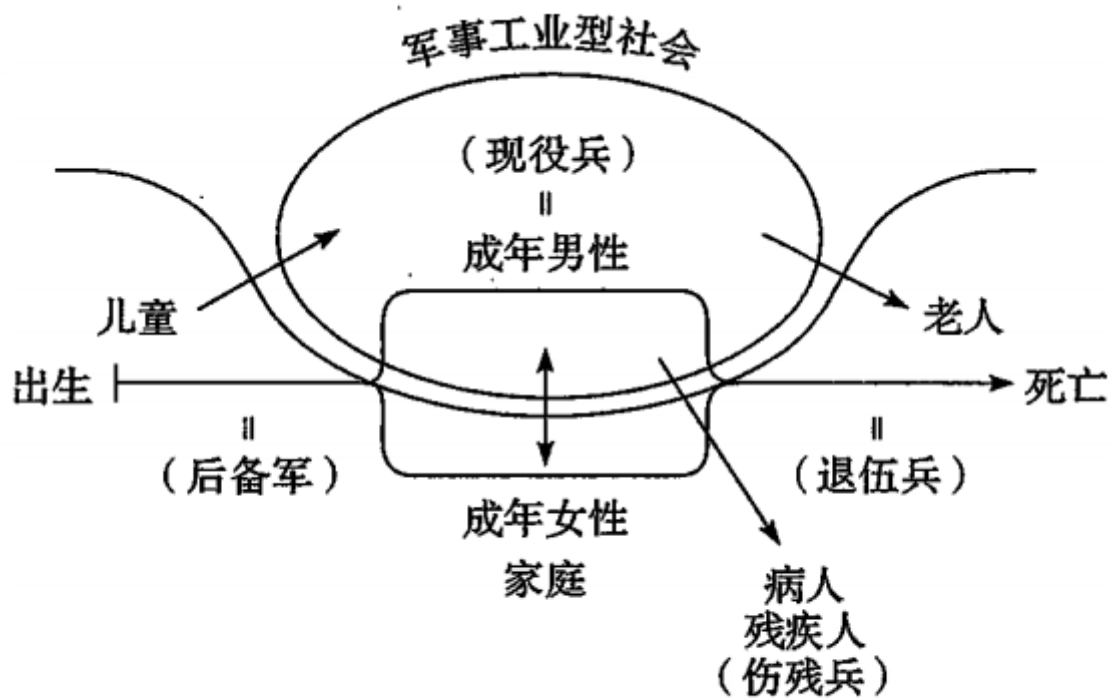 军事工业型社会
（现役兵）
=
成年男性
儿童
老人
出生
死亡
=
（后备军）
=
（退伍兵）
成年女性
家庭
病人
残疾人
（伤残兵）